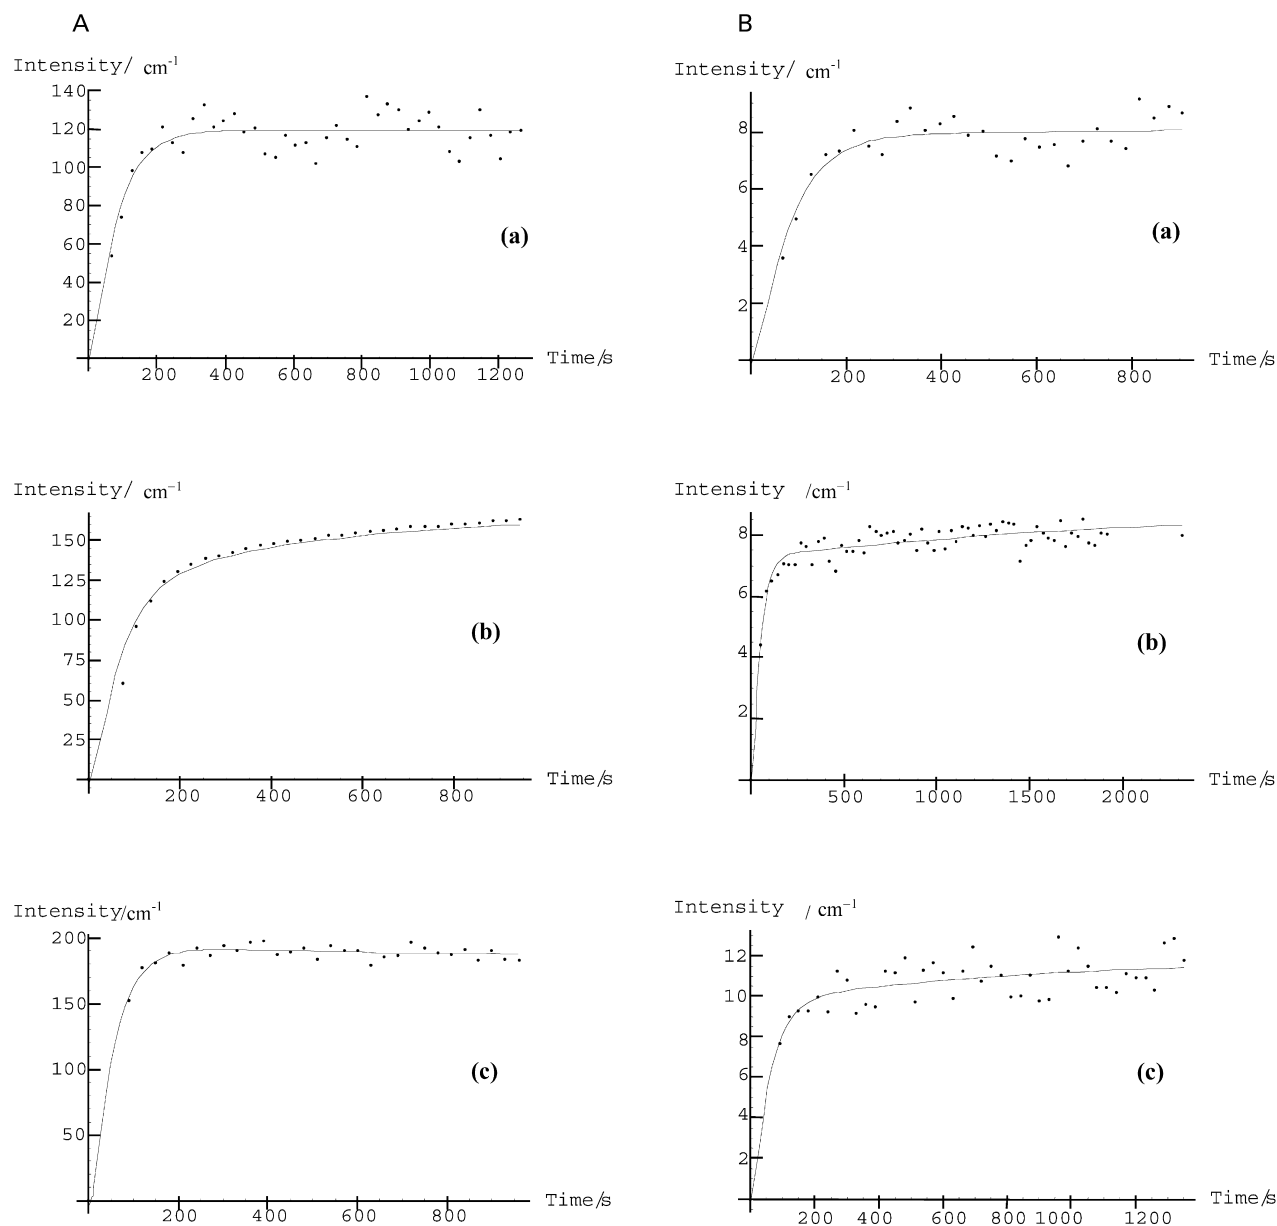 A
Intensity/ cm-1
140
120
100
80
60
40
20
200 400 600 800 1000 1200
Time/s
(a)
Intensity/ cm−1
150
125
100
75
50
25
200 400 600 800
Time/s
(b)
Intensity/cm-1
200
150
100
50
200 400 600 800
Time/s
(c)
B
Intensity/ cm-1
8
6
4
2
200 400 600 800
Time/s
(a)
Intensity /cm−1
8
6
4
2
500 1000 1500 2000
Time/s
(b)
Intensity / cm−1
12
10
8
6
4
2
200 400 600 800 1000 1200
Time/s
(c)